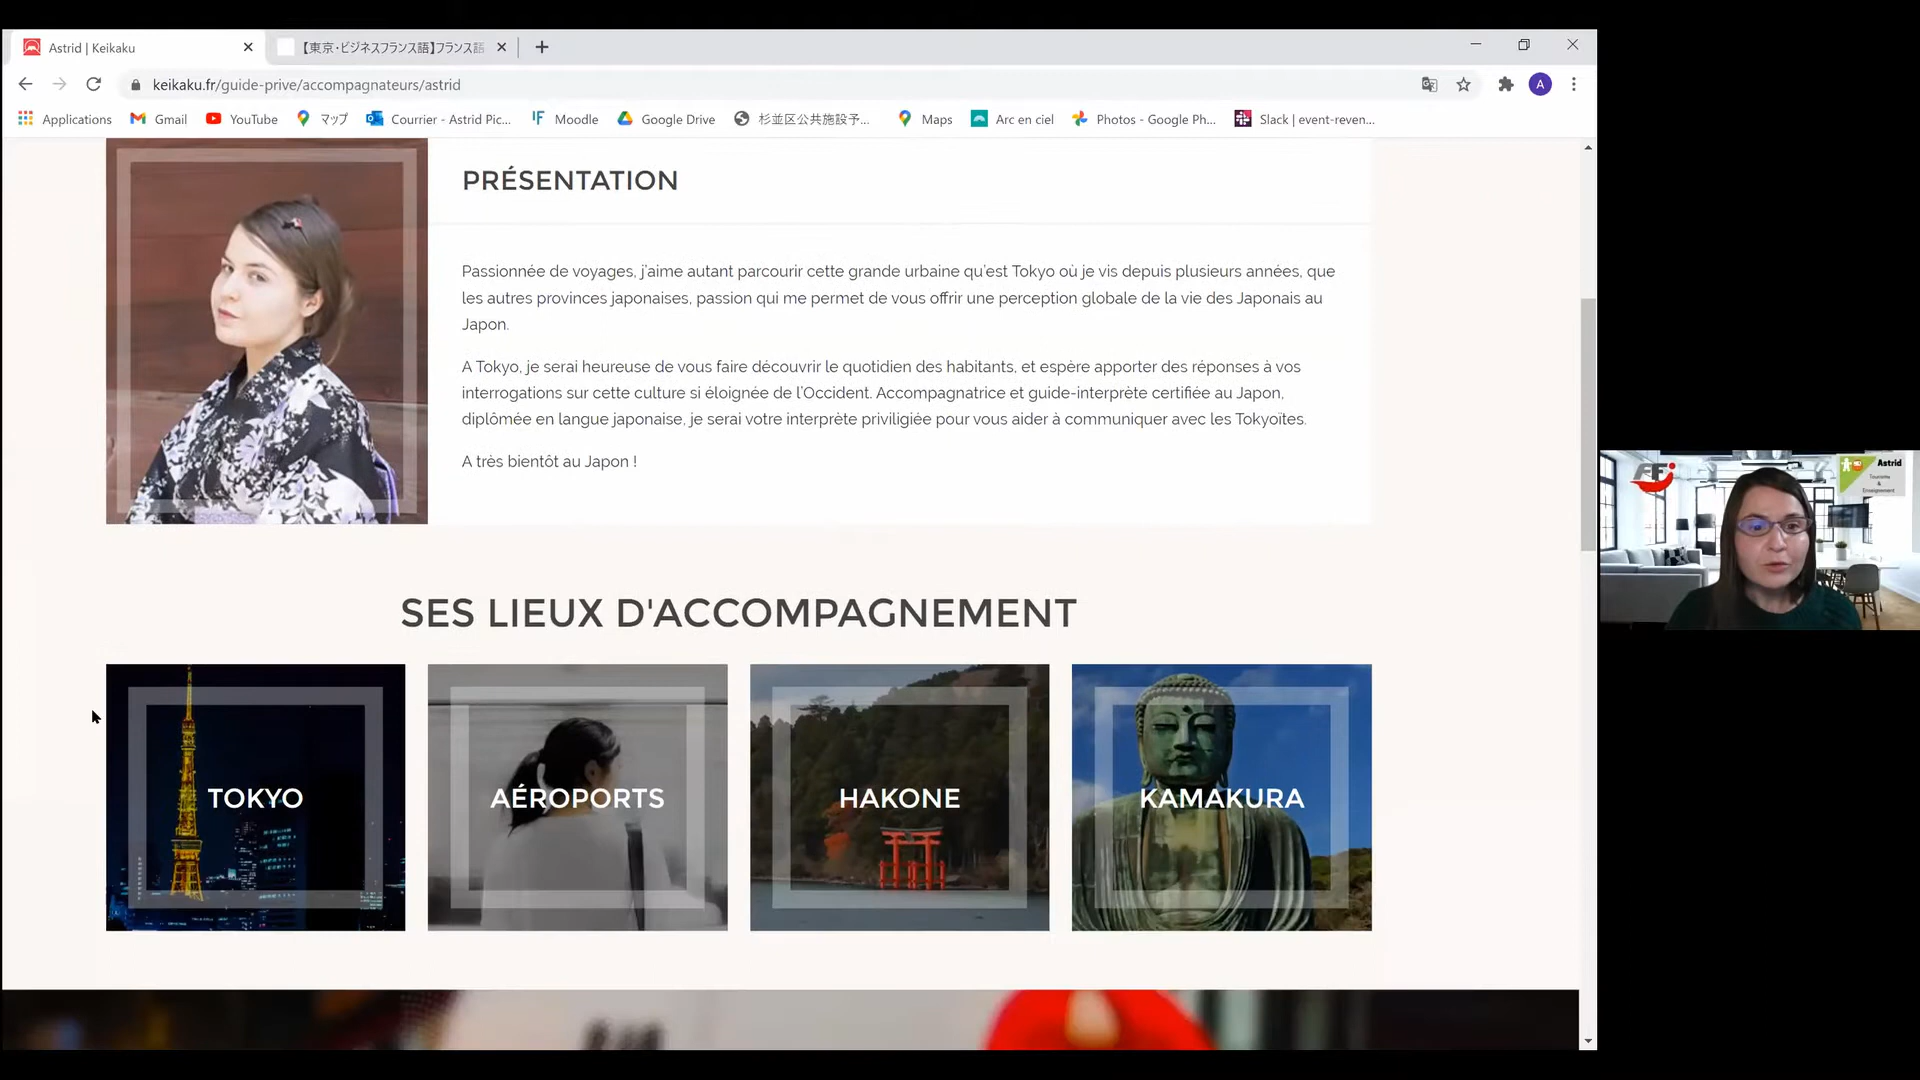 Astrid | Keikaku
【東京・ビジネスフランス語】フランス語
keikaku.fr/guide-prive/accompagnateurs/astrid
A
Applications
Gmail
YouTube
マップ
Courrier - Astrid Pic...
Moodle
Google Drive
杉並区公共施設予...
Maps
Arc en ciel
Photos - Google Ph...
Slack | event-reven...
PRÉSENTATION
Passionnée de voyages, j'aime autant parcourir cette grande urbaine qu'est Tokyo où je vis depuis plusieurs années, que
les autres provinces japonaises, passion qui me permet de vous offrir une perception globale de la vie des Japonais au
Japon.
A Tokyo, je serai heureuse de vous faire découvrir le quotidien des habitants, et espère apporter des réponses à vos
interrogations sur cette culture si éloignée de l'Occident. Accompagnatrice et guide-interprète certifiée au Japon,
diplômée en langue japonaise, je serai votre interprète priviligiée pour vous aider à communiquer avec les Tokyoïtes.
A très bientôt au Japon !
SES LIEUX D'ACCOMPAGNEMENT
TOKYO
AÉROPORTS
HAKONE
KAMAKURA
Astrid
Tourisme
&
Enseignement